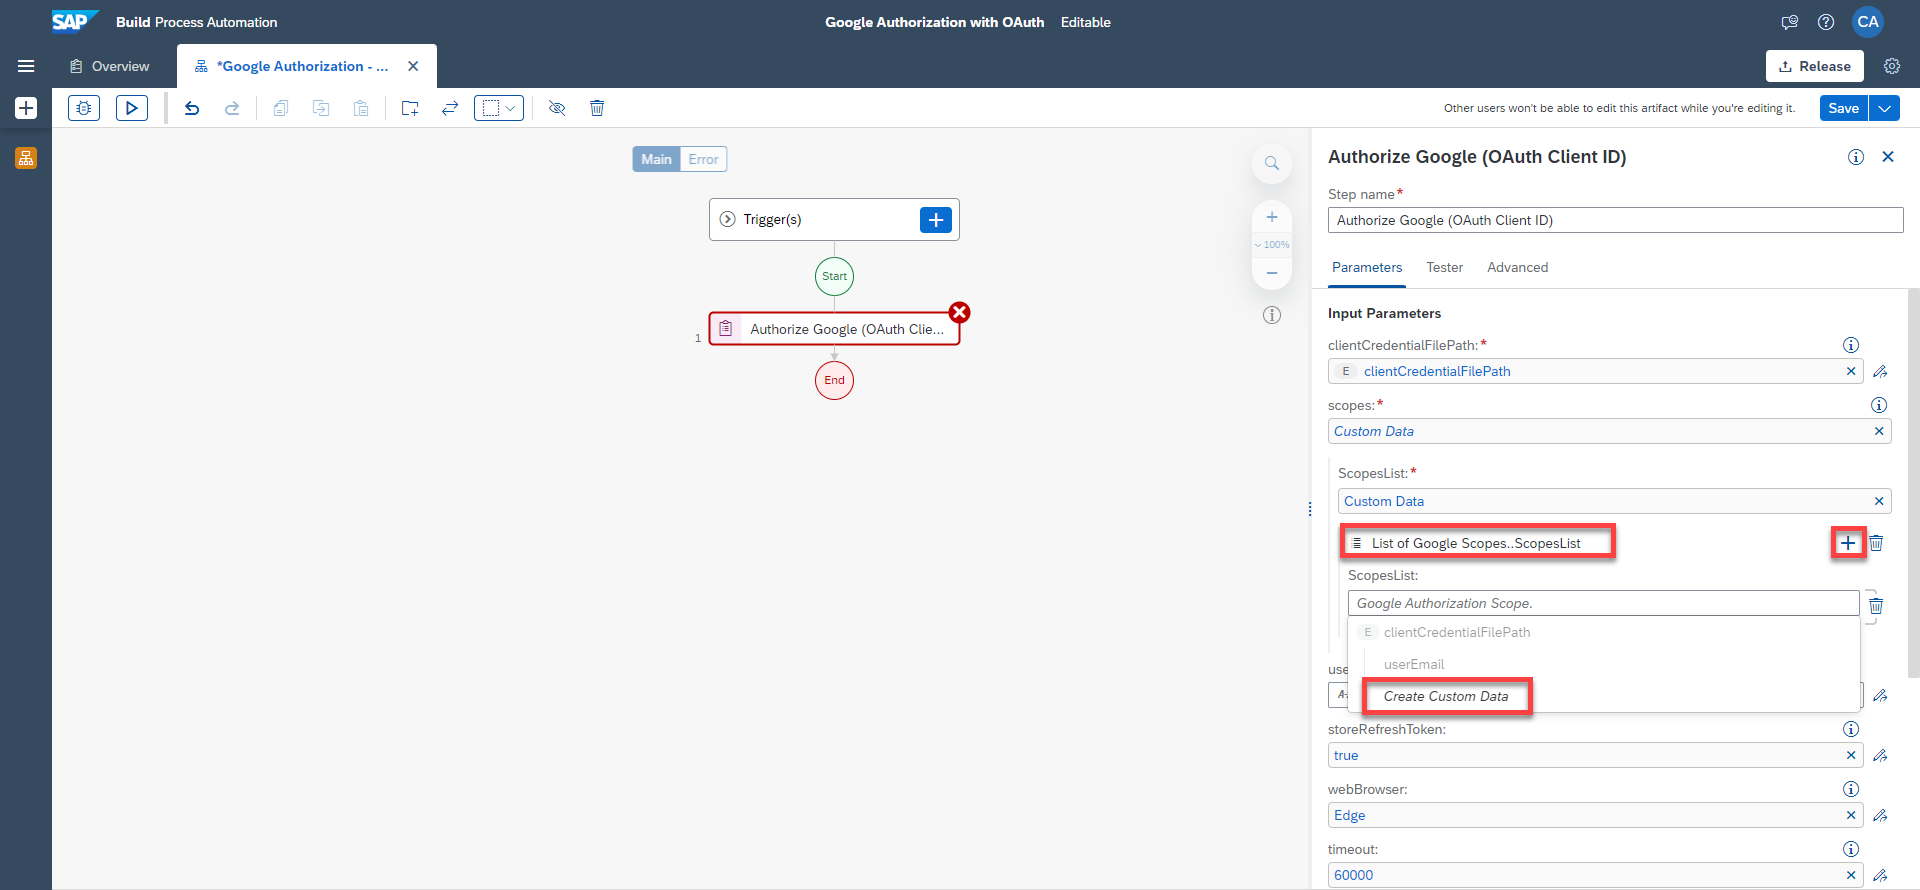 SAP Build Process Automation
Google Authorization with OAuth Editable
CA
Overview
*Google Authorization - ...
Release
Other users won't be able to edit this artifact while you're editing it.
Save
Main Error
Trigger(s)
Start
1
Authorize Google (OAuth Clie...
End
100%
Authorize Google (OAuth Client ID)
Step name*
Authorize Google (OAuth Client ID)
Parameters Tester Advanced
Input Parameters
clientCredentialFilePath:*
E clientCredentialFilePath
scopes:*
Custom Data
ScopesList:*
Custom Data
List of Google Scopes..ScopesList
ScopesList:
Google Authorization Scope.
E clientCredentialFilePath
userEmail
Create Custom Data
storeRefreshToken:
true
webBrowser:
Edge
timeout:
60000